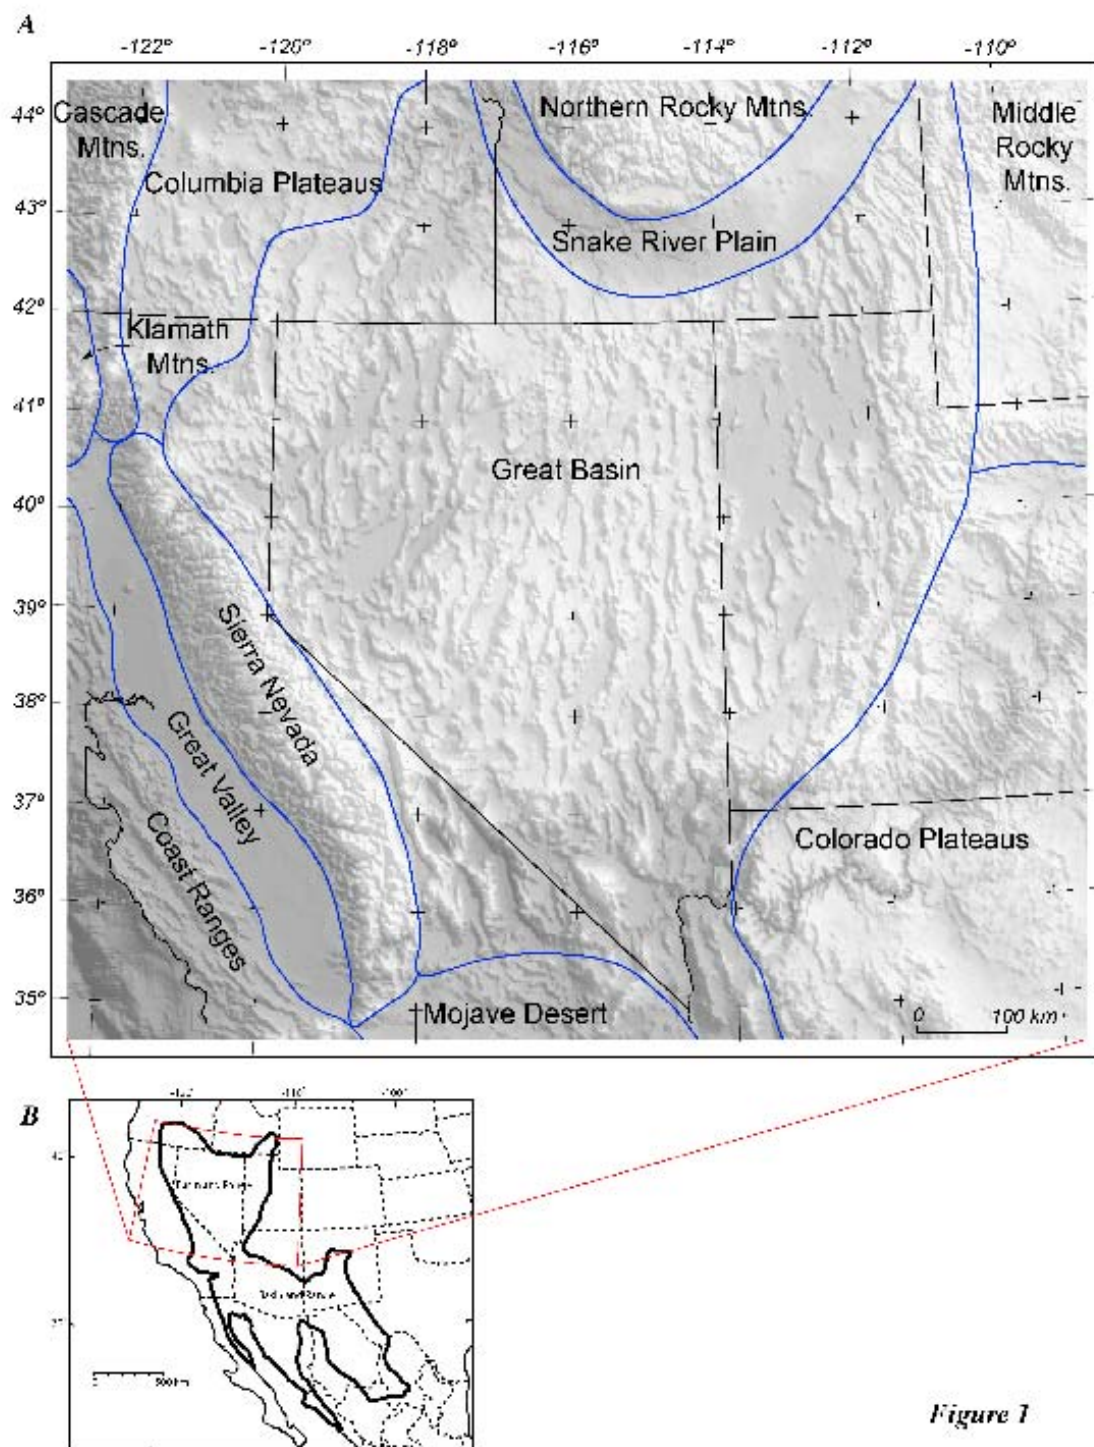 A
-122° -120° -118° -116° -114° -112° -110°
44°
43°
42°
41°
40°
39°
38°
37°
36°
35°
Cascade
Mtns.
Northern Rocky Mtns.
Middle
Rocky
Mtns.
Columbia Plateaus
Snake River Plain
Klamath
Mtns.
Great Basin
Sierra Nevada
Great Valley
Coast Ranges
Colorado Plateaus
Mojave Desert
0 100 km
B
-110° -100°
Figure 1